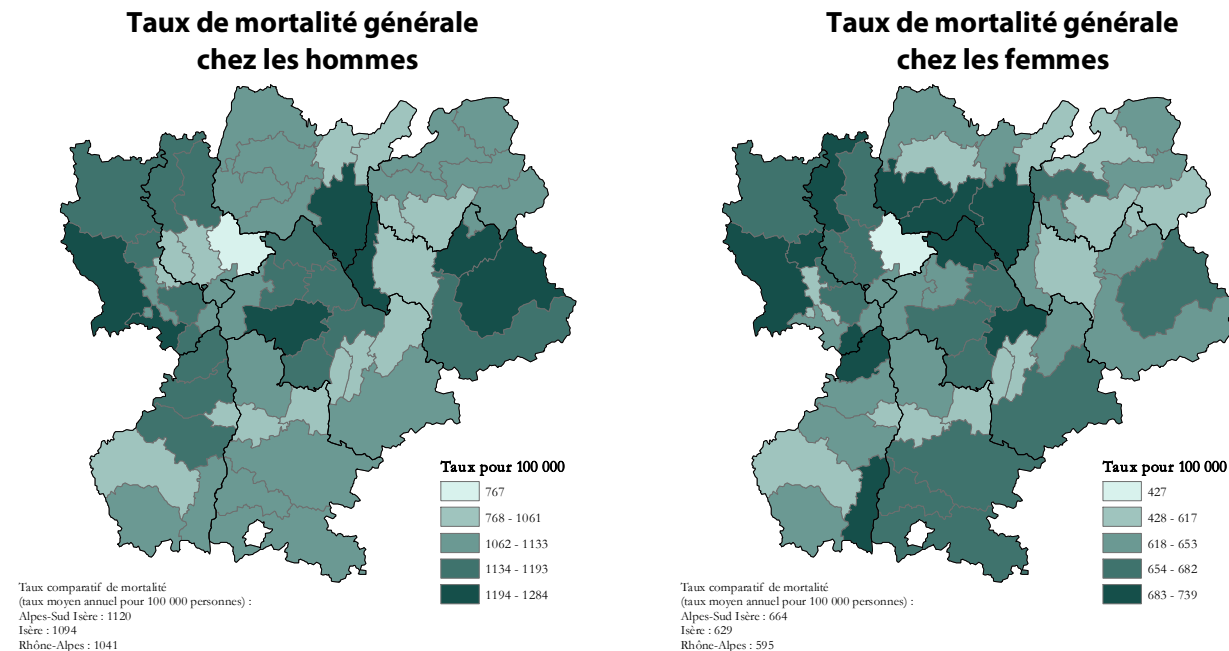 Taux de mortalité générale
chez les hommes
Taux pour 100 000
767
768 - 1061
1062 - 1133
1134 - 1193
1194 - 1284
Taux comparatif de mortalité
(taux moyen annuel pour 100 000 personnes) :
Alpes-Sud Isère : 1120
Isère : 1094
Rhône-Alpes : 1041
Taux de mortalité générale
chez les femmes
Taux pour 100 000
427
428 - 617
618 - 653
654 - 682
683 - 739
Taux comparatif de mortalité
(taux moyen annuel pour 100 000 personnes) :
Alpes-Sud Isère : 664
Isère : 629
Rhône-Alpes : 595